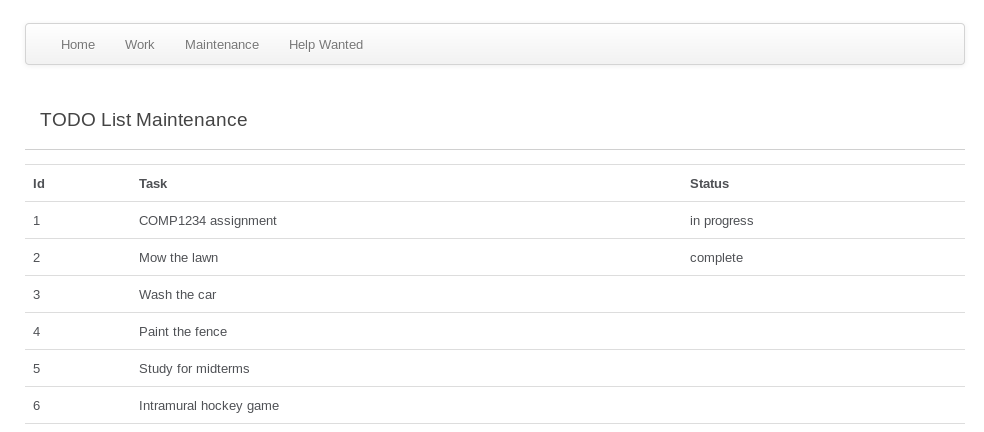 Home Work Maintenance Help Wanted
TODO List Maintenance
Id Task Status
1 COMP1234 assignment in progress
2 Mow the lawn complete
3 Wash the car
4 Paint the fence
5 Study for midterms
6 Intramural hockey game